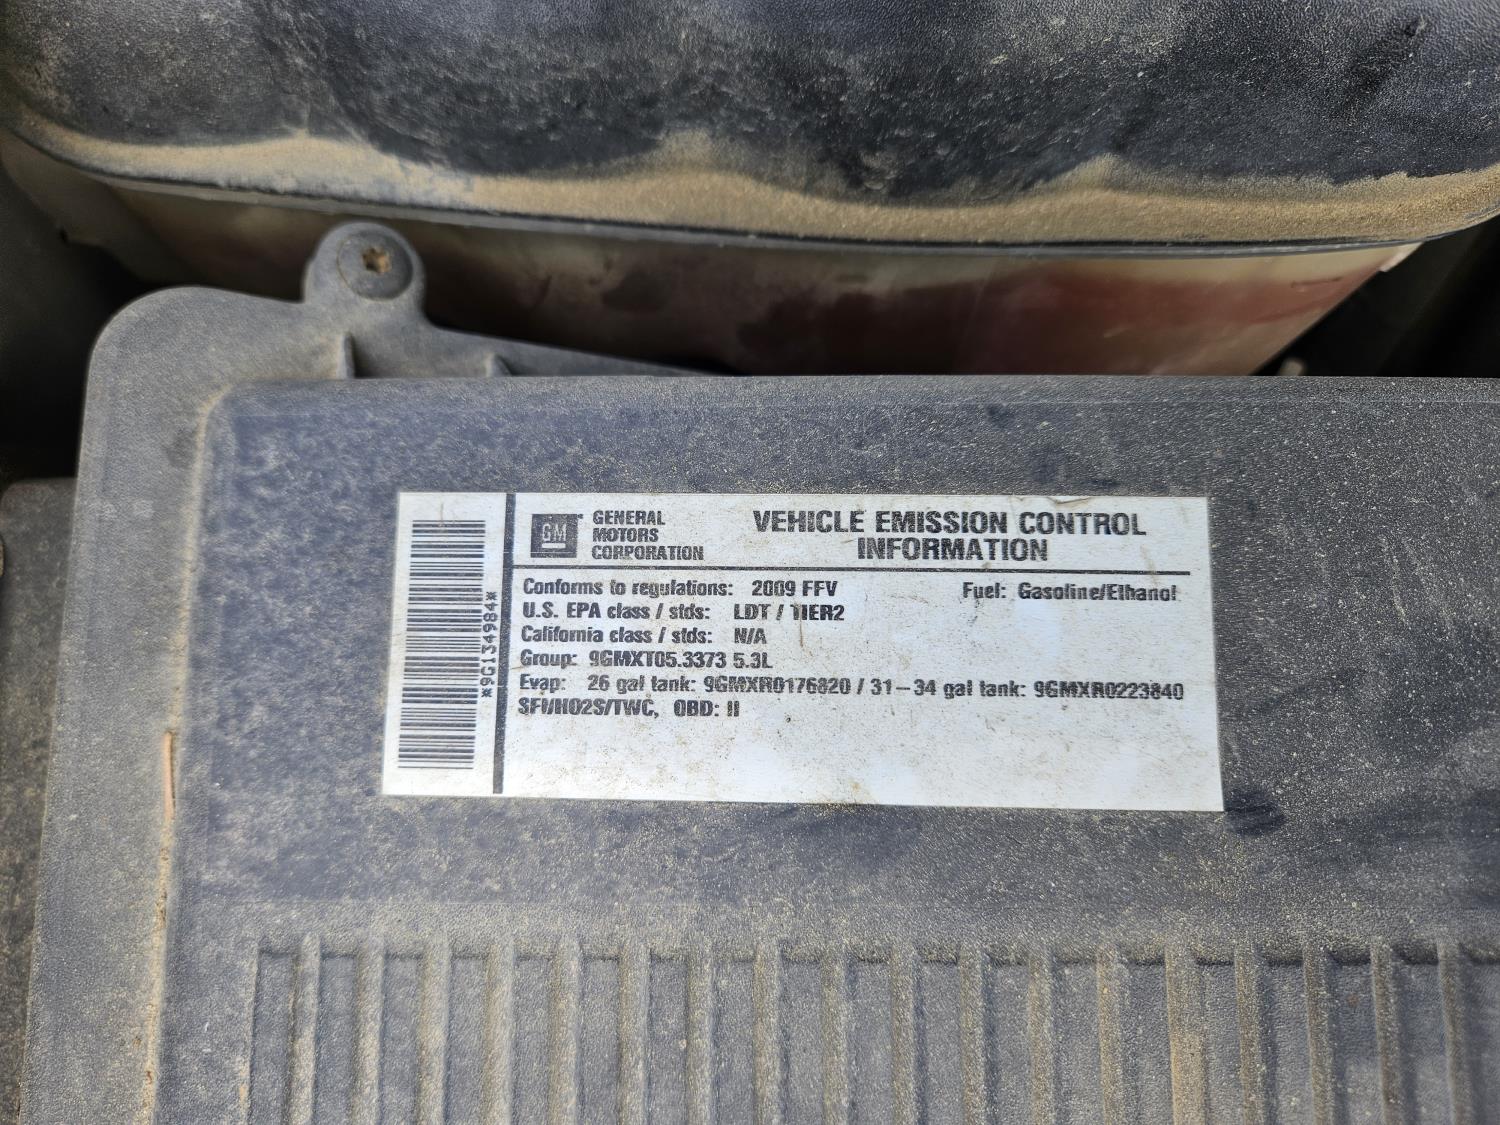 *9G134984*
GM
GENERAL
MOTORS
CORPORATION
VEHICLE EMISSION CONTROL
INFORMATION
Conforms to regulations: 2009 FFV Fuel: Gasoline/Ethanol
U.S. EPA class / stds: LDT / TIER2
California class / stds: N/A
Group: 9GMXT05.3373 5.3L
Evap: 26 gal tank: 9GMXR0176820 / 31-34 gal tank: 9GMXR0223840
SFI/HO2S/TWC, OBD: II